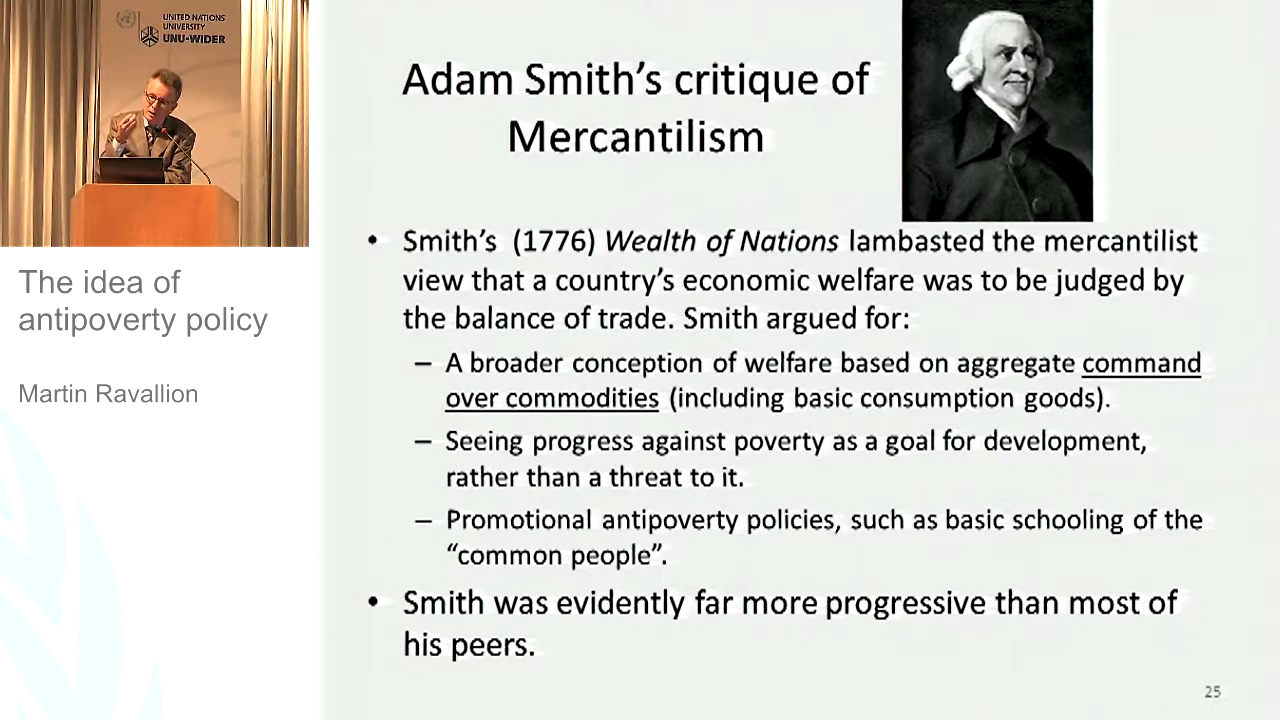 UNITED NATIONS
UNIVERSITY
UNU-WIDER
The idea of
antipoverty policy
Martin Ravallion
Adam Smith’s critique of
Mercantilism
• Smith’s (1776) Wealth of Nations lambasted the mercantilist
view that a country’s economic welfare was to be judged by
the balance of trade. Smith argued for:
– A broader conception of welfare based on aggregate command
over commodities (including basic consumption goods).
– Seeing progress against poverty as a goal for development,
rather than a threat to it.
– Promotional antipoverty policies, such as basic schooling of the
“common people”.
• Smith was evidently far more progressive than most of
his peers.
25